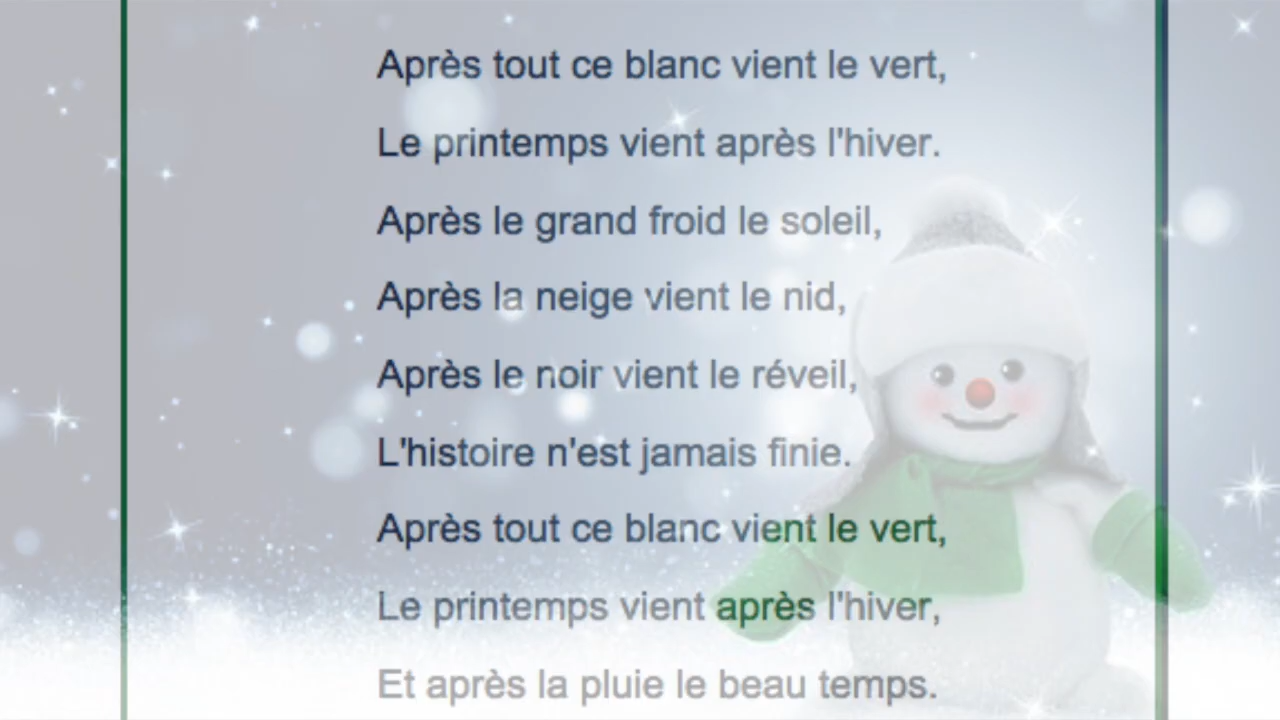 Après tout ce blanc vient le vert,
Le printemps vient après l'hiver.
Après le grand froid le soleil,
Après la neige vient le nid,
Après le noir vient le réveil,
L'histoire n'est jamais finie.
Après tout ce blanc vient le vert,
Le printemps vient après l'hiver,
Et après la pluie le beau temps.